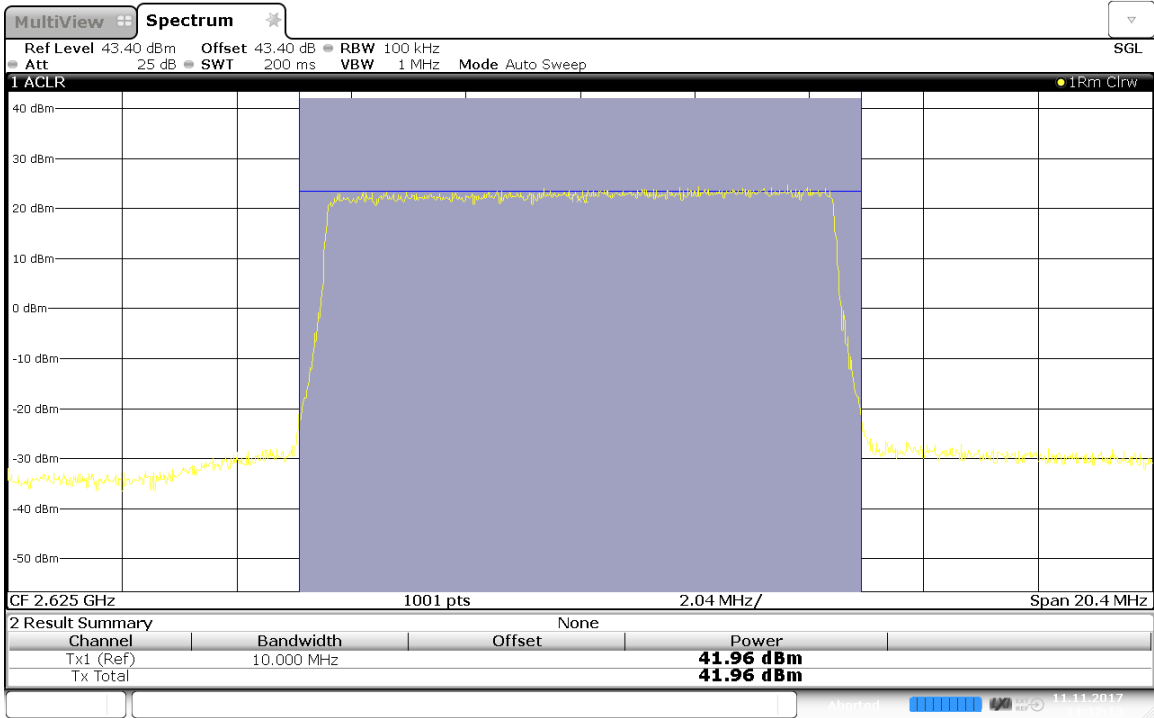 MultiView Spectrum
Ref Level 43.40 dBm Offset 43.40 dB RBW 100 kHz SGL
Att 25 dB SWT 200 ms VBW 1 MHz Mode Auto Sweep
1 ACLR 1Rm Clrw
40 dBm
30 dBm
20 dBm
10 dBm
0 dBm
-10 dBm
-20 dBm
-30 dBm
-40 dBm
-50 dBm
CF 2.625 GHz 1001 pts 2.04 MHz/ Span 20.4 MHz
2 Result Summary None
Channel Bandwidth Offset Power
Tx1 (Ref) 10.000 MHz 41.96 dBm
Tx Total 41.96 dBm
Aborted LXI 11.11.2017